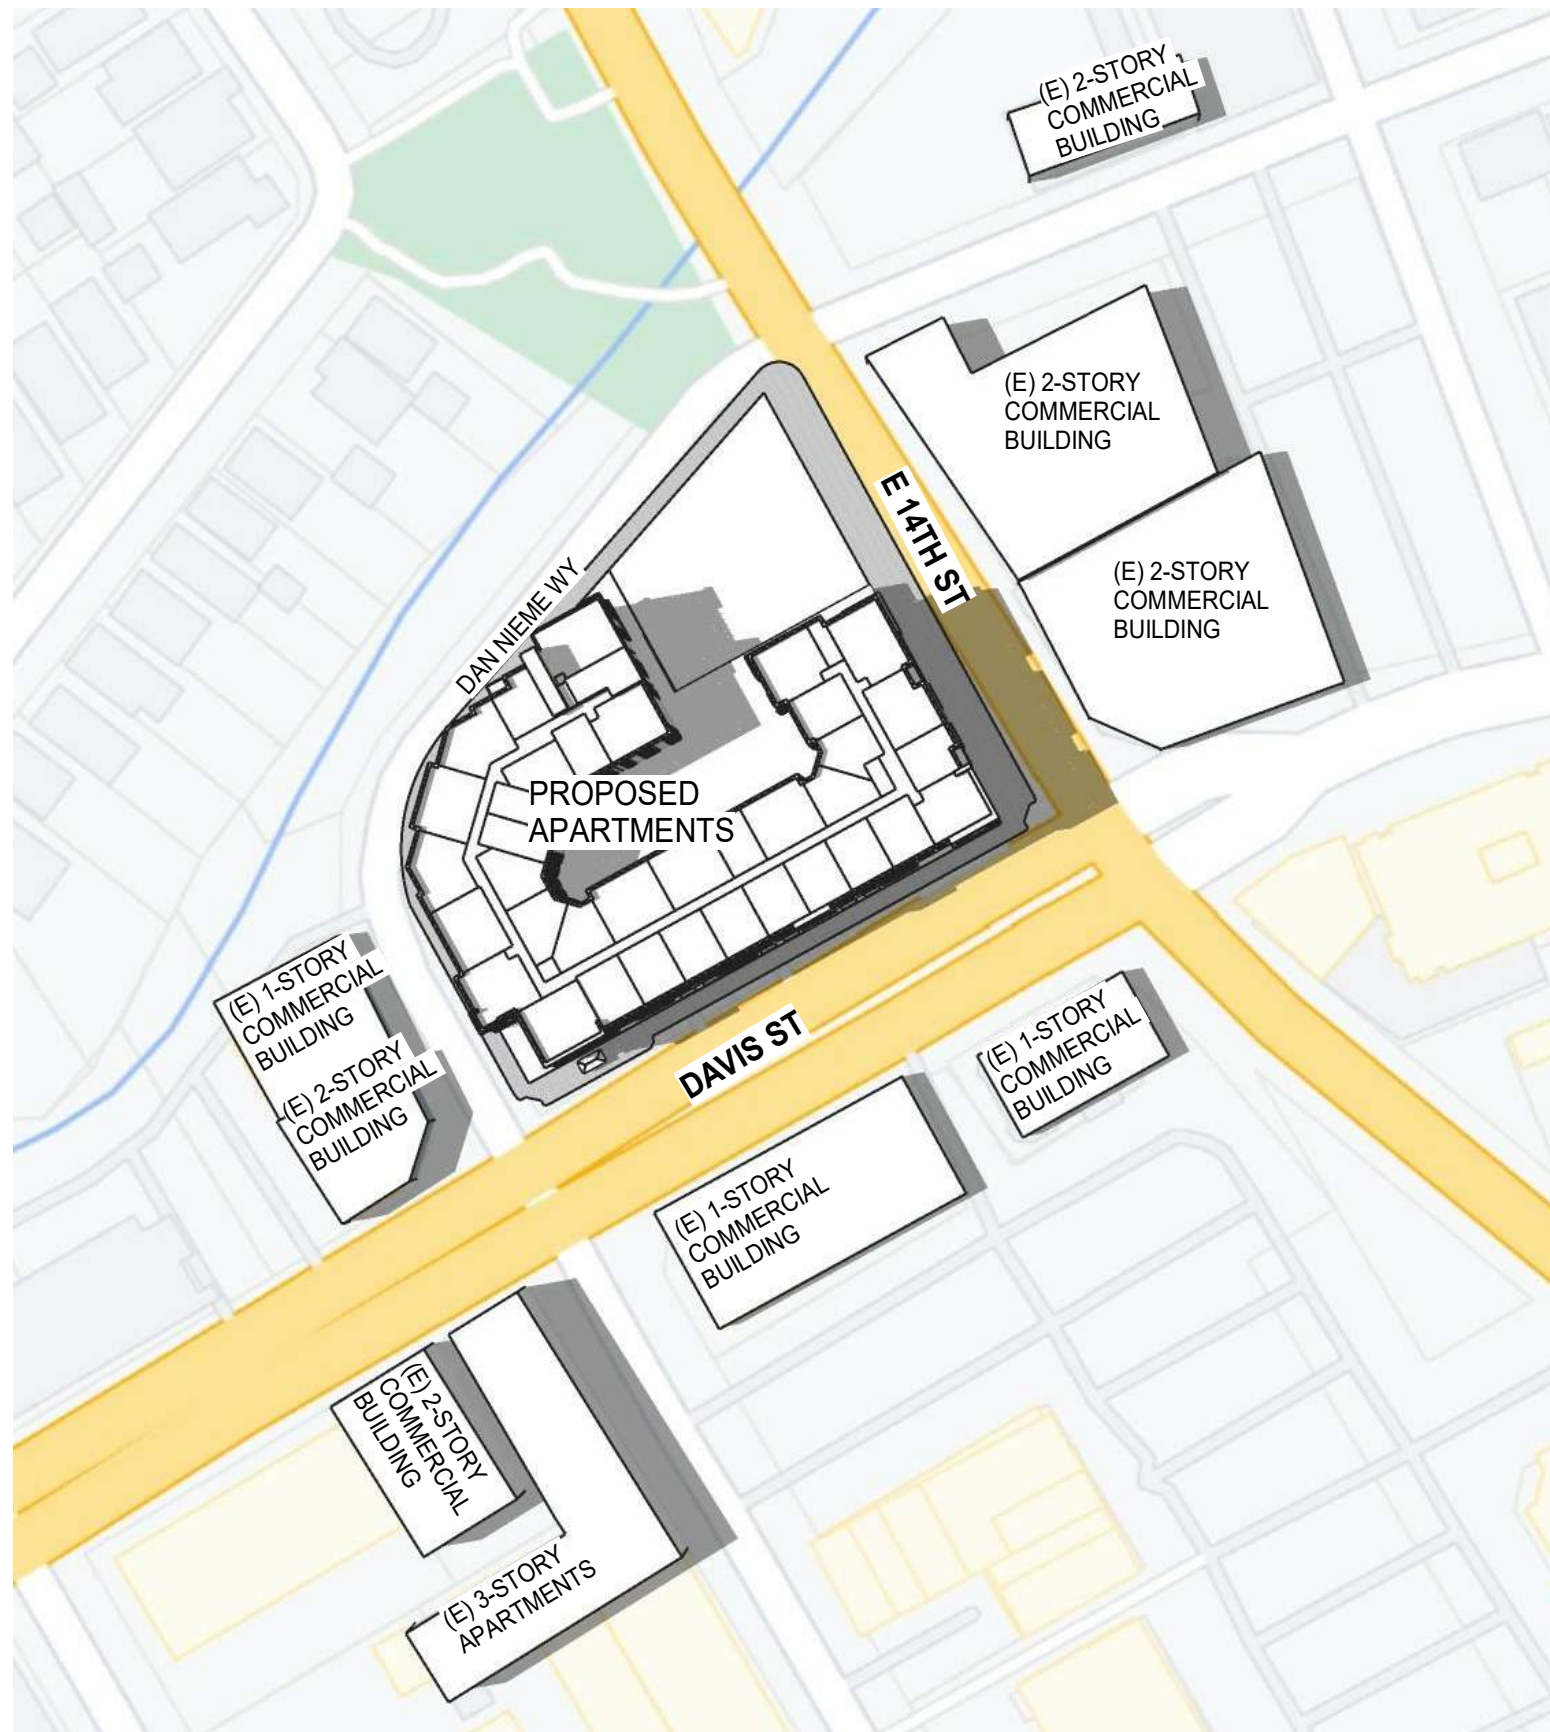 (E) 2-STORY
COMMERCIAL
BUILDING
(E) 2-STORY
COMMERCIAL
BUILDING
E 14TH ST
(E) 2-STORY
COMMERCIAL
BUILDING
DAN NIEME WY
PROPOSED
APARTMENTS
(E) 1-STORY
COMMERCIAL
BUILDING
(E) 2-STORY
COMMERCIAL
BUILDING
DAVIS ST
(E) 1-STORY
COMMERCIAL
BUILDING
(E) 1-STORY
COMMERCIAL
BUILDING
(E) 2-STORY
COMMERCIAL
BUILDING
(E) 3-STORY
APARTMENTS